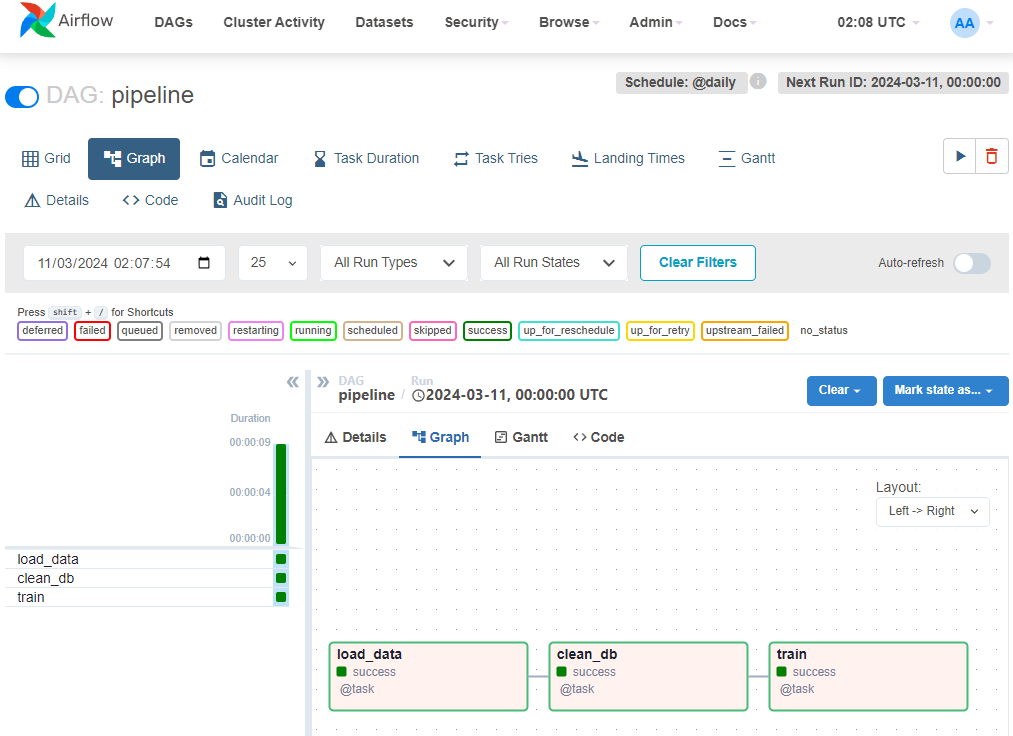 Airflow DAGs Cluster Activity Datasets Security Browse Admin Docs 02:08 UTC AA
DAG: pipeline Schedule: @daily i Next Run ID: 2024-03-11, 00:00:00
Grid Graph Calendar Task Duration Task Tries Landing Times Gantt
Details <> Code Audit Log
11/03/2024 02:07:54 25 All Run Types All Run States Clear Filters Auto-refresh
Press shift + / for Shortcuts
deferred failed queued removed restarting running scheduled skipped success up_for_reschedule up_for_retry upstream_failed no_status
DAG Run
pipeline / 2024-03-11, 00:00:00 UTC Clear Mark state as...
Duration
00:00:09
00:00:04
00:00:00
load_data
clean_db
train
Details Graph Gantt <> Code
Layout:
Left -> Right
load_data
success
@task
clean_db
success
@task
train
success
@task